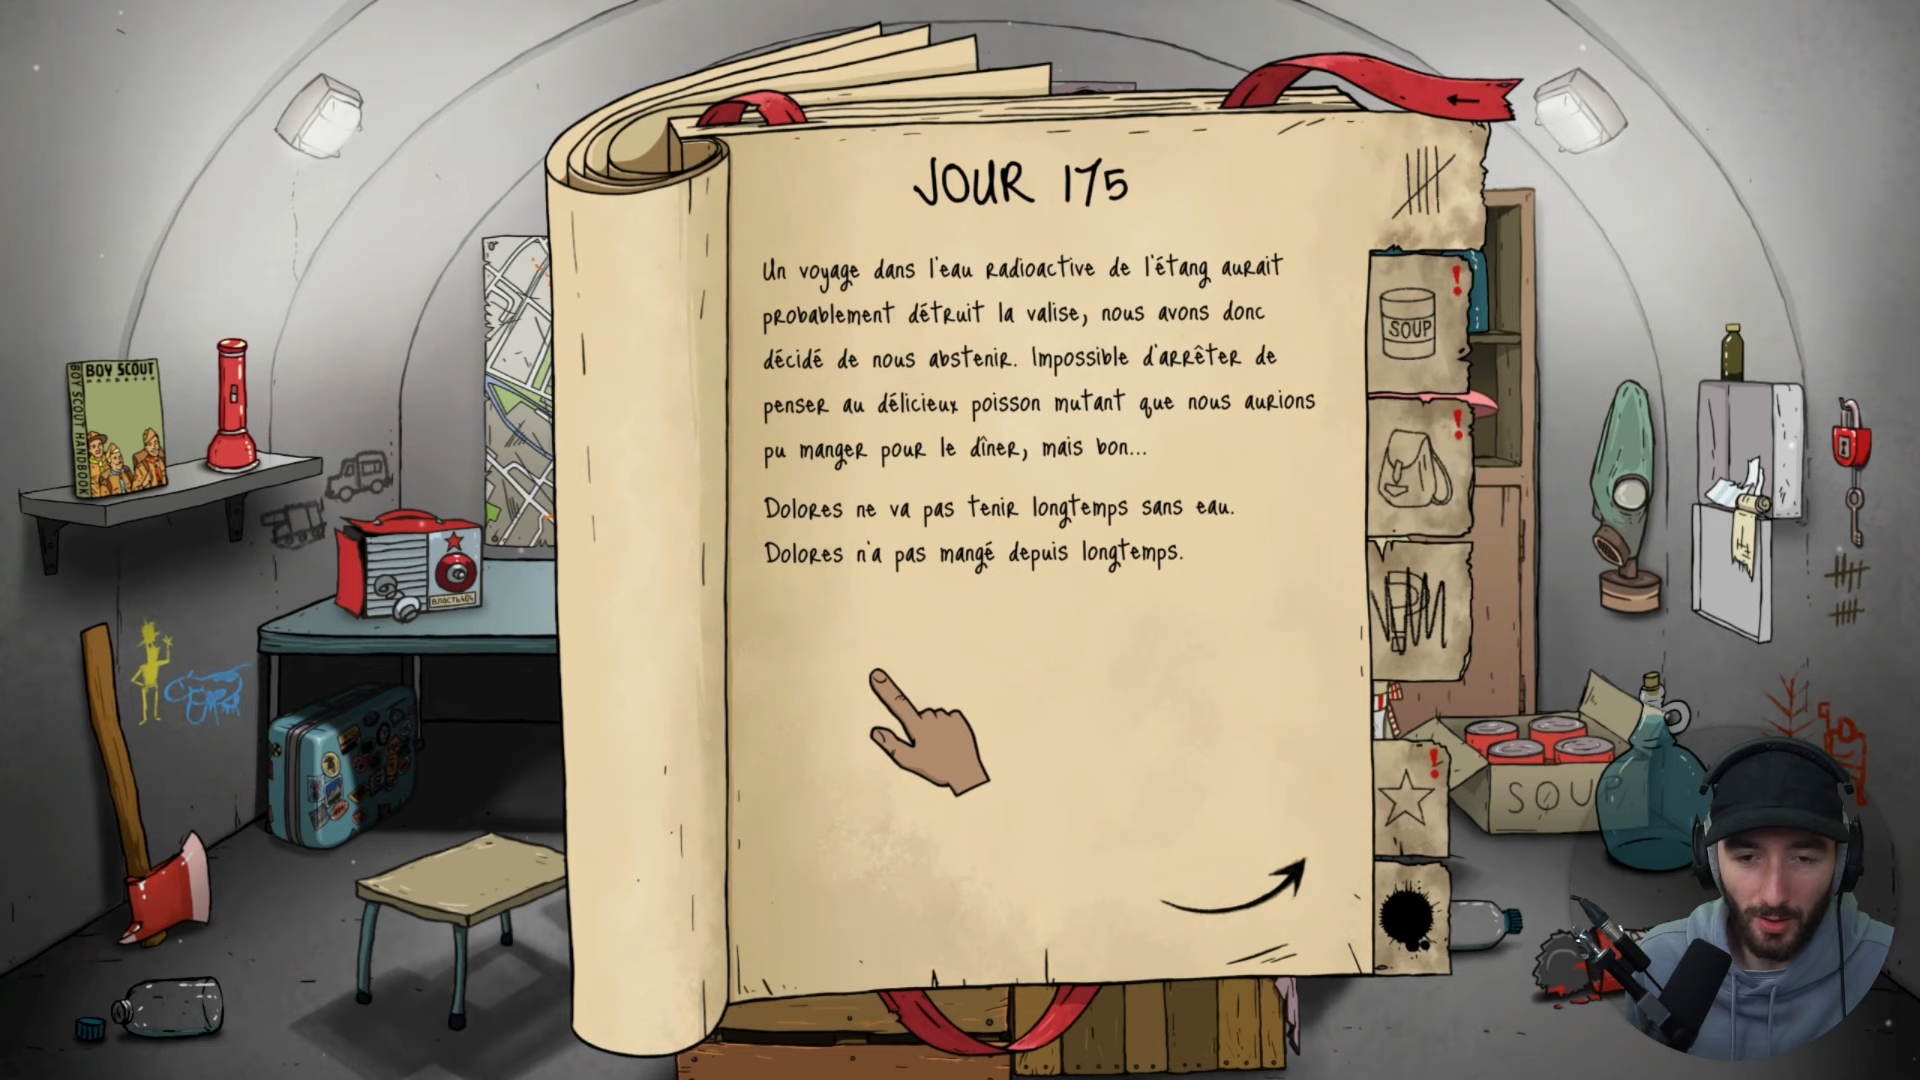 JOUR 175
Un voyage dans l'eau radioactive de l'étang aurait
probablement détruit la valise, nous avons donc
décidé de nous abstenir. Impossible d'arrêter de
penser au délicieux poisson mutant que nous aurions
pu manger pour le dîner, mais bon...
Dolores ne va pas tenir longtemps sans eau.
Dolores n'a pas mangé depuis longtemps.
BOY SCOUT
HANDBOOK
BOY SCOUT HANDBOOK
SOUP
SOUP